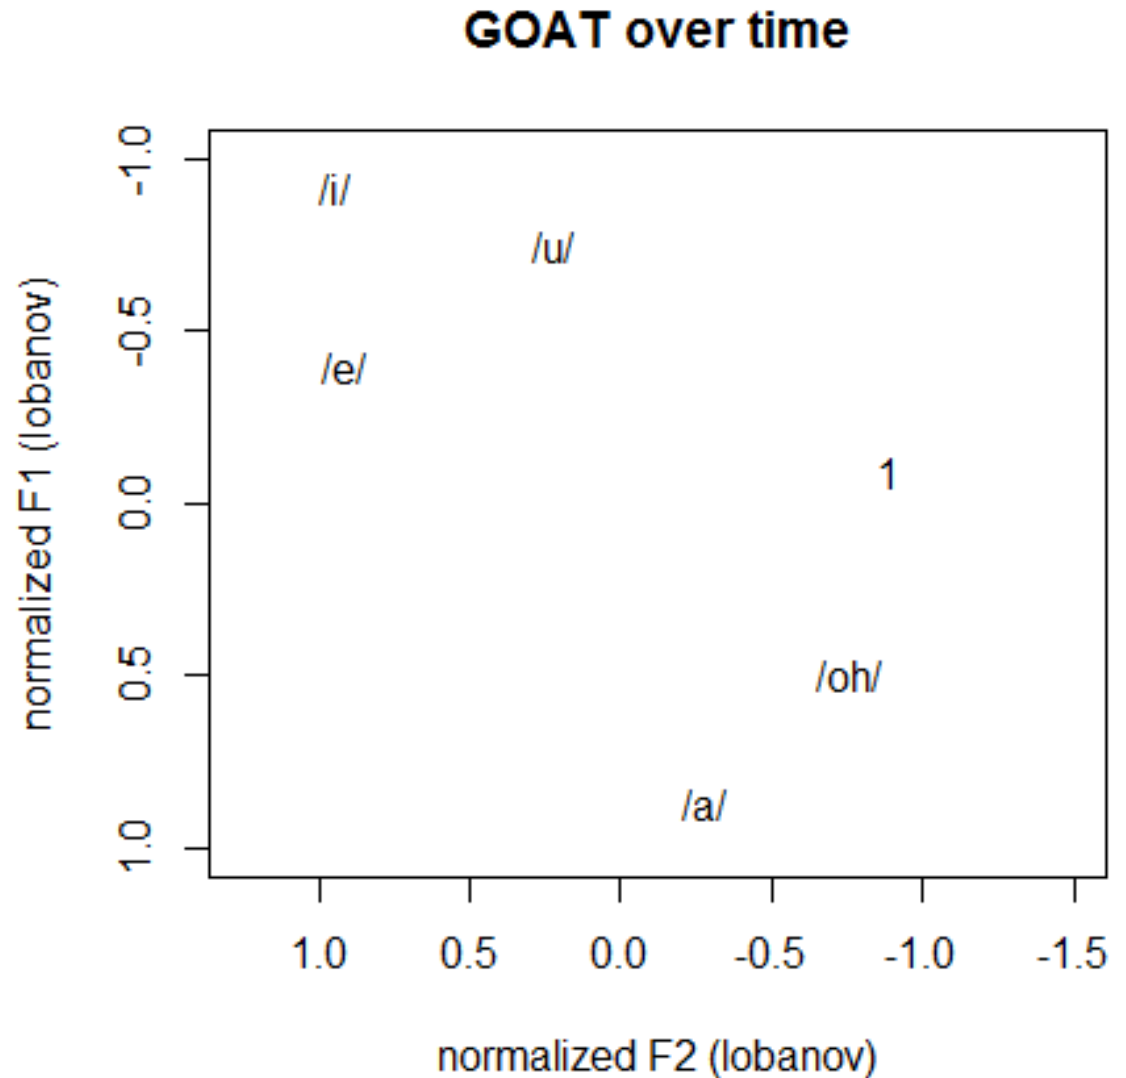 GOAT over time
normalized F1 (lobanov)
-1.0
-0.5
0.0
0.5
1.0
/i/
/u/
/e/
1
/oh/
/a/
1.0 0.5 0.0 -0.5 -1.0 -1.5
normalized F2 (lobanov)